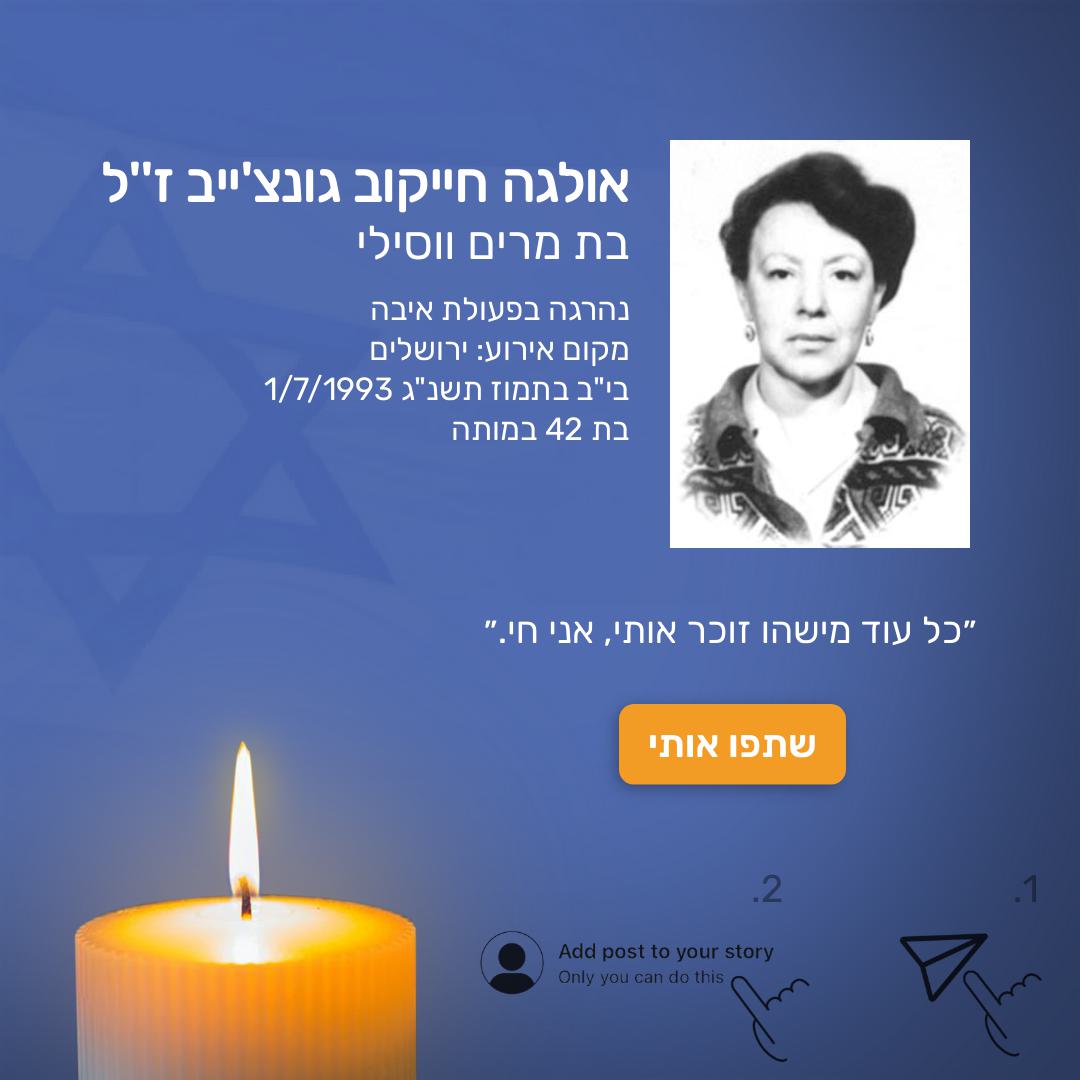 אולגה חייקוב גונצ'ייב ז"ל
בת מרים ווסילי
נהרגה בפעולת איבה
מקום אירוע: ירושלים
בי"ב בתמוז תשנ"ג 1/7/1993
בת 42 במותה
״כל עוד מישהו זוכר אותי, אני חי.״
שתפו אותי
.1
.2
Add post to your story
Only you can do this